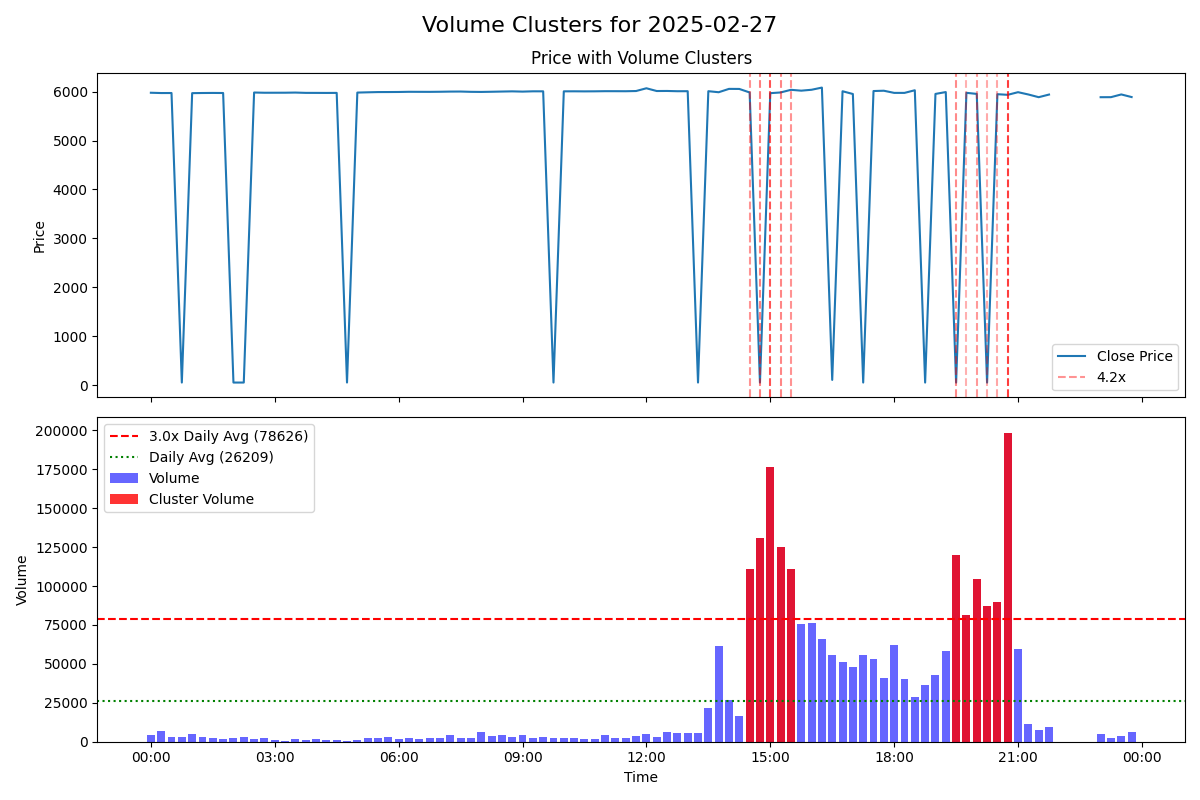 Volume Clusters for 2025-02-27
Price with Volume Clusters
6000
5000
4000
3000
2000
1000
0
Price
Close Price
4.2x
200000
175000
150000
125000
100000
75000
50000
25000
0
Volume
3.0x Daily Avg (78626)
Daily Avg (26209)
Volume
Cluster Volume
00:00 03:00 06:00 09:00 12:00 15:00 18:00 21:00 00:00
Time